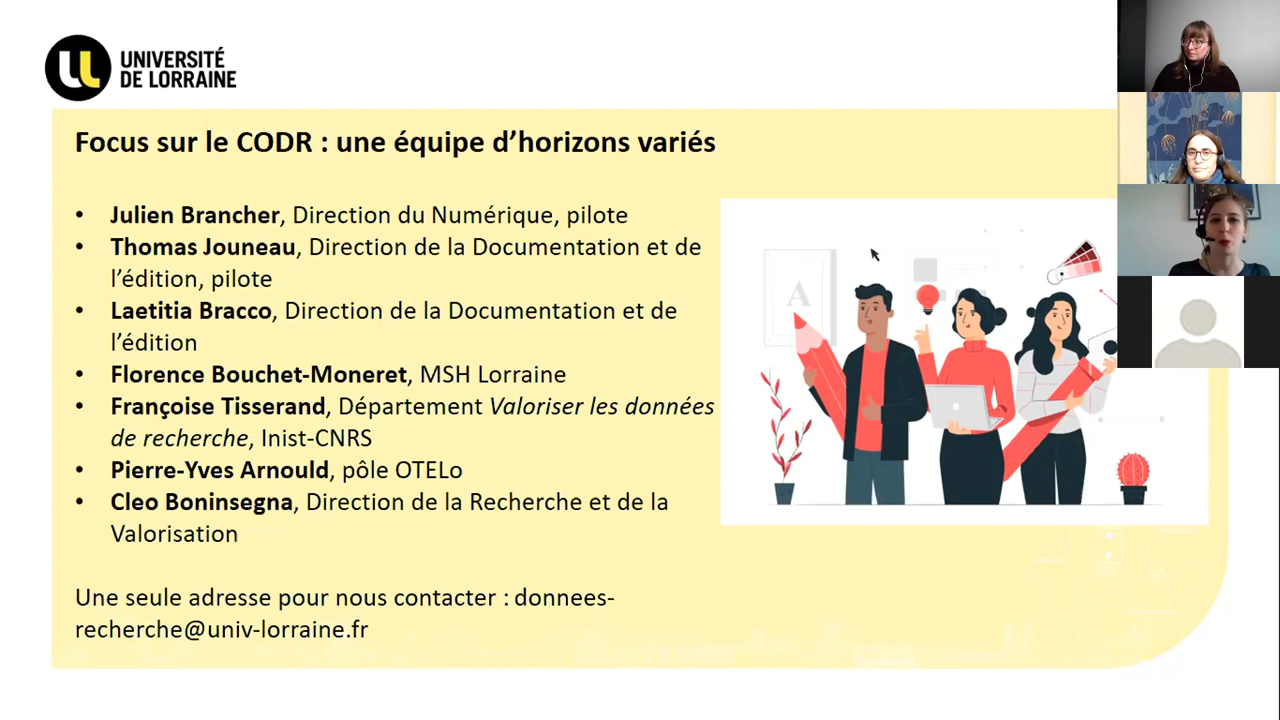 UNIVERSITÉ
DE LORRAINE
Focus sur le CODR : une équipe d’horizons variés
• Julien Brancher, Direction du Numérique, pilote
• Thomas Jouneau, Direction de la Documentation et de
l’édition, pilote
• Laetitia Bracco, Direction de la Documentation et de
l’édition
• Florence Bouchet-Moneret, MSH Lorraine
• Françoise Tisserand, Département Valoriser les données
de recherche, Inist-CNRS
• Pierre-Yves Arnould, pôle OTELo
• Cleo Boninsegna, Direction de la Recherche et de la
Valorisation
Une seule adresse pour nous contacter : donnees-
recherche@univ-lorraine.fr
A